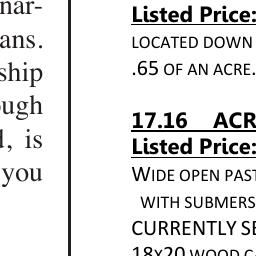 nar-
ans.
ship
ough
d, is
you
Listed Price:
LOCATED DOWN
.65 OF AN ACRE.
17.16 ACR
Listed Price:
WIDE OPEN PAST
WITH SUBMERS
CURRENTLY SE
18x20 WOOD C